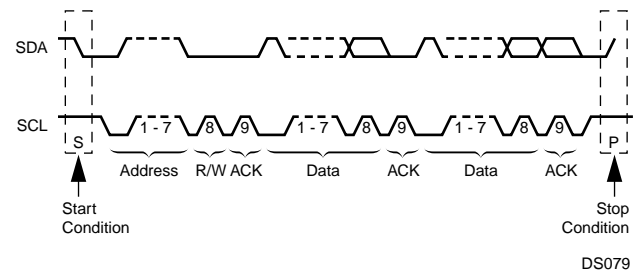 SDA
SCL
S
1 - 7
8
9
1 - 7
8
9
1 - 7
8
9
P
Address
R/W
ACK
Data
ACK
Data
ACK
Start
Condition
Stop
Condition
DS079